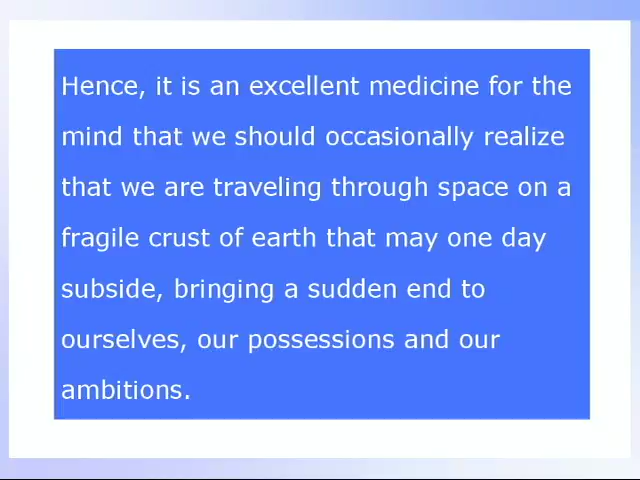 Hence, it is an excellent medicine for the
mind that we should occasionally realize
that we are traveling through space on a
fragile crust of earth that may one day
subside, bringing a sudden end to
ourselves, our possessions and our
ambitions.